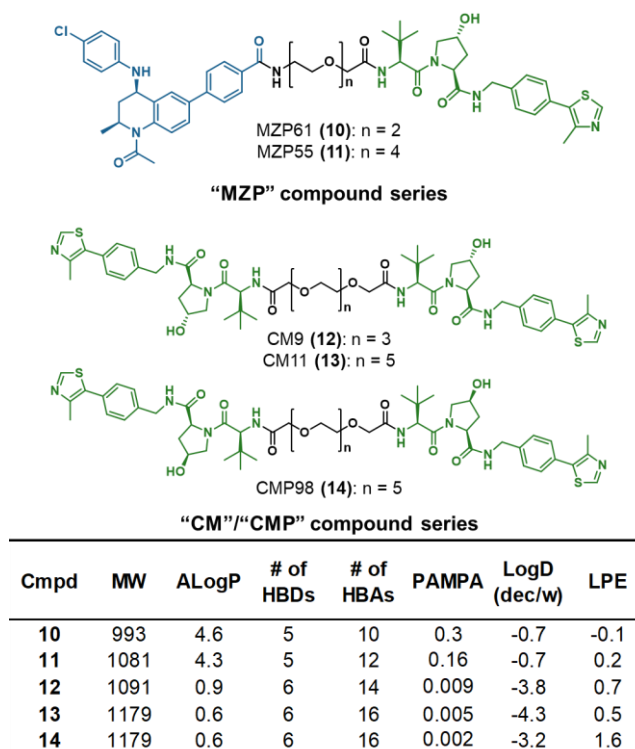 Cl
NH
O
N
H
O
n
O
N
H
O
N
OH
O
HN
S
N
N
O
MZP61 (10): n = 2
MZP55 (11): n = 4
"MZP" compound series
S
N
H
N
O
N
O
H
N
O
O
n
O
O
N
H
O
N
OH
O
HN
N
S
HO
CM9 (12): n = 3
CM11 (13): n = 5
S
N
H
N
O
N
O
H
N
O
O
n
O
O
N
H
O
N
OH
O
HN
N
S
HO
CMP98 (14): n = 5
"CM"/"CMP" compound series
Cmpd MW ALogP # of HBDs # of HBAs PAMPA LogD (dec/w) LPE
10 993 4.6 5 10 0.3 -0.7 -0.1
11 1081 4.3 5 12 0.16 -0.7 0.2
12 1091 0.9 6 14 0.009 -3.8 0.7
13 1179 0.6 6 16 0.005 -4.3 0.5
14 1179 0.6 6 16 0.002 -3.2 1.6